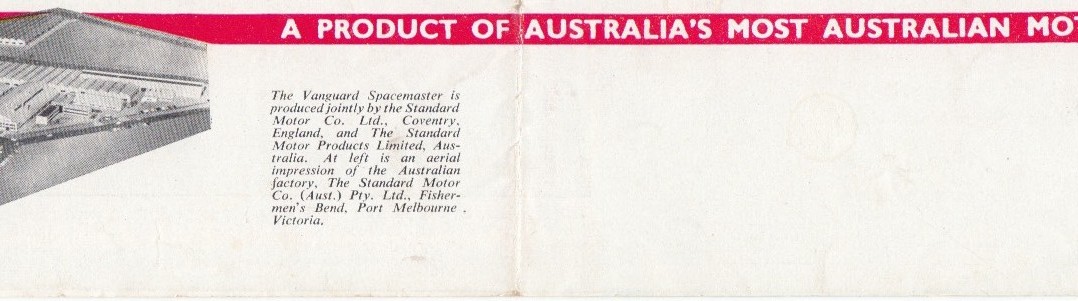 A PRODUCT OF AUSTRALIA'S MOST AUSTRALIAN MOT
The Vanguard Spacemaster is
produced jointly by the Standard
Motor Co. Ltd., Coventry,
England, and The Standard
Motor Products Limited, Aus-
tralia. At left is an aerial
impression of the Australian
factory, The Standard Motor
Co. (Aust.) Pty. Ltd., Fisher-
men's Bend, Port Melbourne ,
Victoria.